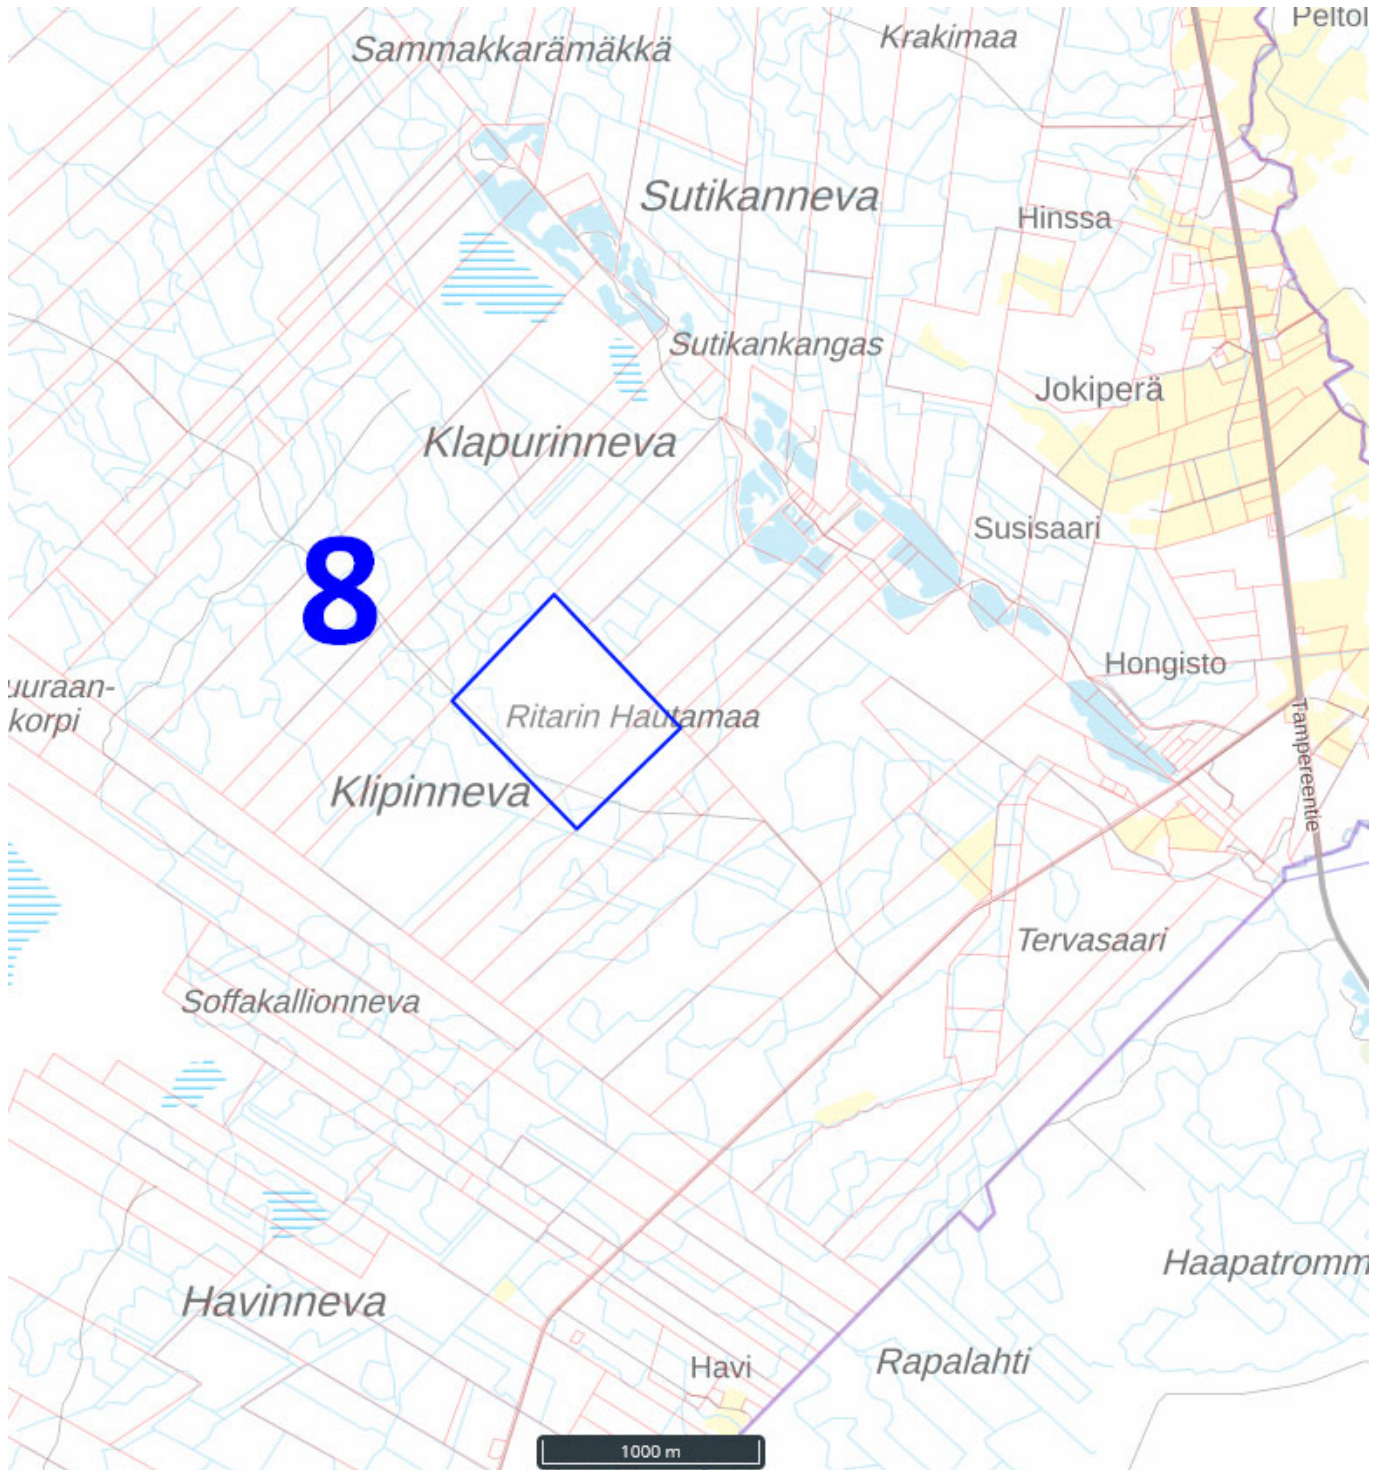 Peltol
Krakimaa
Sammakkarämäkkä
Sutikanneva
Hinssa
Sutikankangas
Jokiperä
Klapurinneva
Susisaari
8
Hongisto
uuraan-
korpi
Ritarin Hautamaa
Tampereentie
Klipinneva
Tervasaari
Soffakallionneva
Haapatromm
Havinneva
Rapalahti
Havi
1000 m